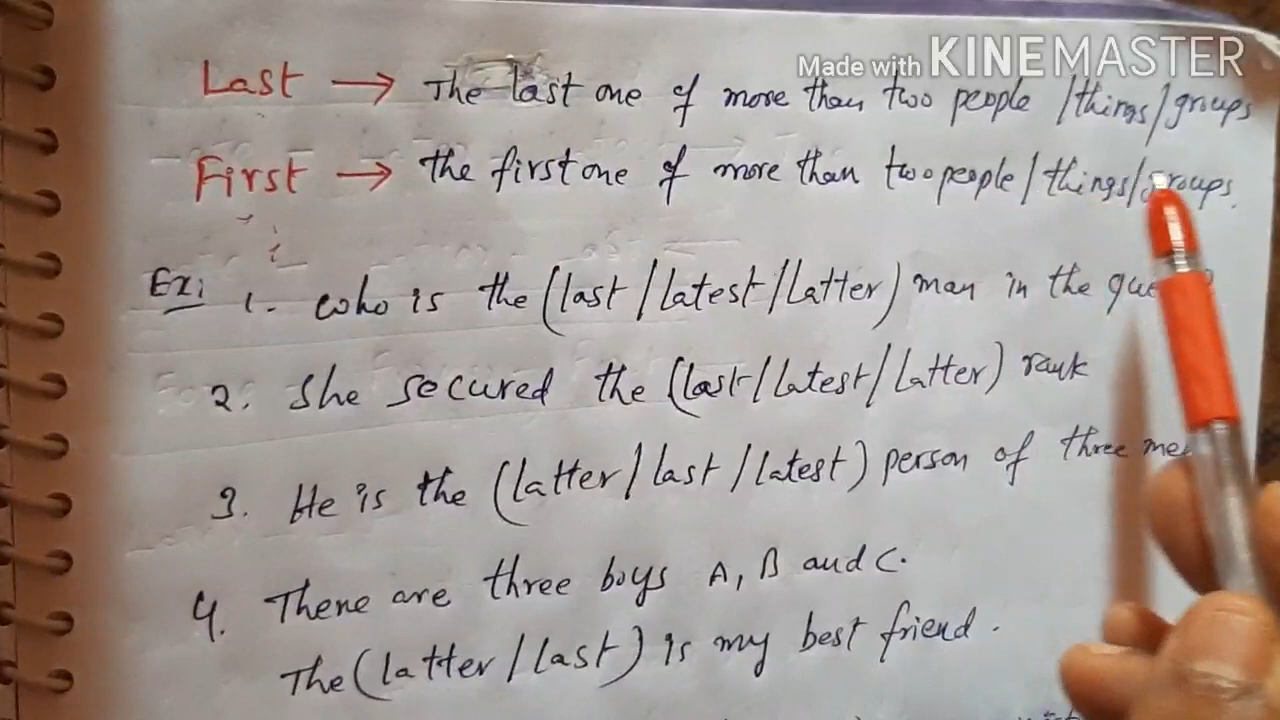 Made with KINEMASTER
Last → The last one of more than two people /things/groups
First → the first one of more than two people/things/groups.
Ex: 1. Who is the (last/latest/latter) man in the
2. She secured the (last/latest/latter) rank
3. He is the (latter/last/latest) person of three
4. There are three boys A, B and C.
The (latter/last) is my best friend.